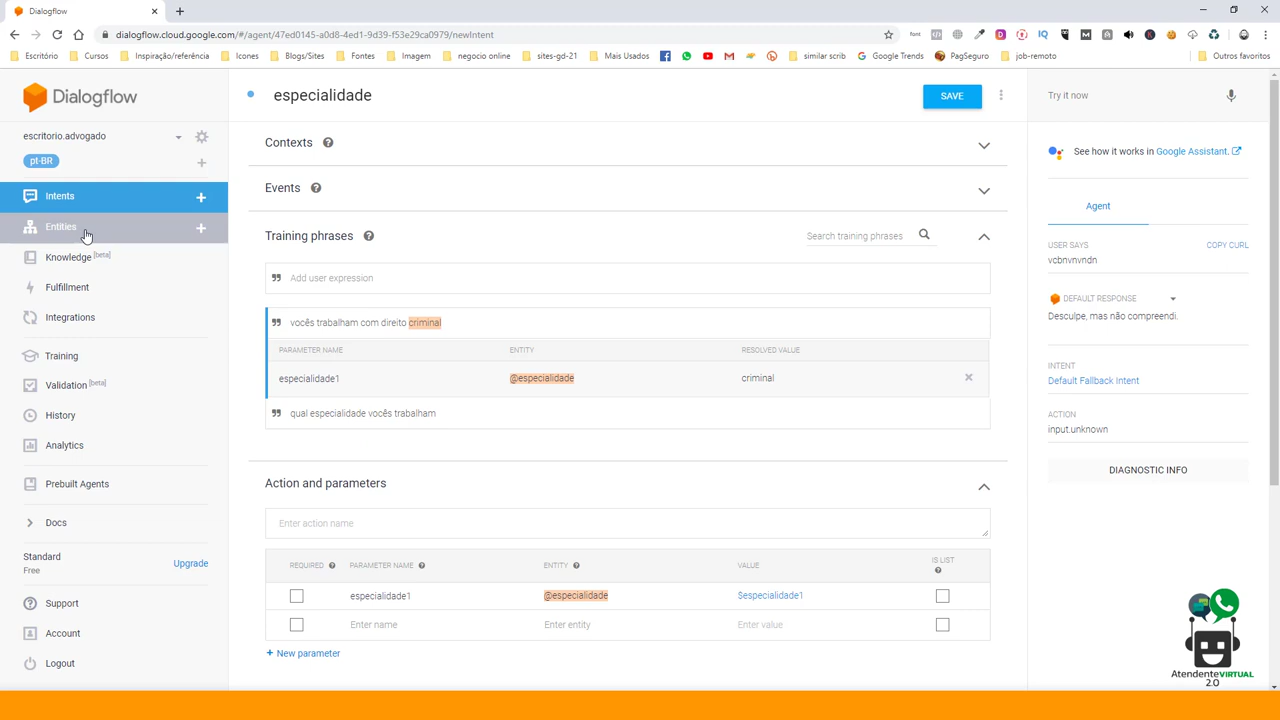 Dialogflow
dialogflow.cloud.google.com/#/agent/47ed0145-a0d8-4ed1-9d39-f53e29ca0979/newIntent
Escritório
Cursos
Inspiração/referência
Icones
Blogs/Sites
Fontes
Imagem
negocio online
sites-gd-21
Mais Usados
similar scrib
Google Trends
PagSeguro
job-remoto
Outros favoritos
Dialogflow
especialidade
SAVE
Try it now
escritorio.advogado
pt-BR
Contexts
See how it works in Google Assistant.
Intents
Events
Agent
Entities
Training phrases
Search training phrases
USER SAYS
COPY CURL
Knowledge [beta]
vcbnvnvndn
Add user expression
Fulfillment
DEFAULT RESPONSE
Integrations
vocês trabalham com direito criminal
Desculpe, mas não compreendi.
PARAMETER NAME
ENTITY
RESOLVED VALUE
Training
INTENT
especialidade1
@especialidade
criminal
Default Fallback Intent
Validation [beta]
History
qual especialidade vocês trabalham
ACTION
input.unknown
Analytics
DIAGNOSTIC INFO
Prebuilt Agents
Action and parameters
Docs
Enter action name
Standard
Free
Upgrade
REQUIRED
PARAMETER NAME
ENTITY
VALUE
IS LIST
especialidade1
@especialidade
$especialidade1
Support
Enter name
Enter entity
Enter value
Account
New parameter
Logout
AtendenteVIRTUAL
2.0